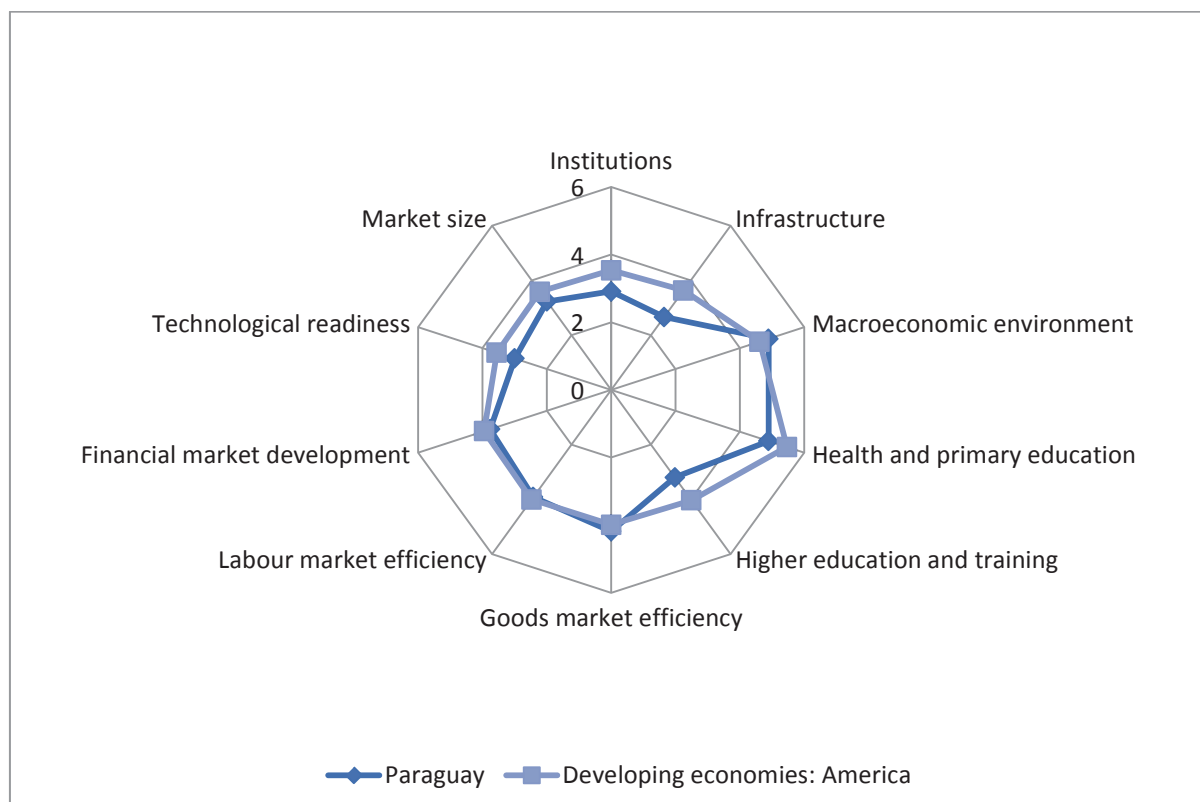 Institutions
6
Market size
Infrastructure
4
Technological readiness
2
Macroeconomic environment
0
Financial market development
Health and primary education
Labour market efficiency
Higher education and training
Goods market efficiency
Paraguay
Developing economies: America